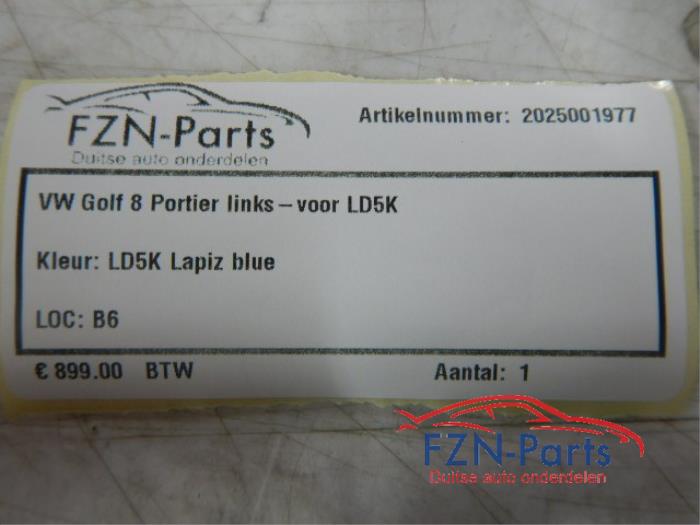 FZN-Parts
Duitse auto onderdelen
Artikelnummer: 2025001977
VW Golf 8 Portier links – voor LD5K
Kleur: LD5K Lapiz blue
LOC: B6
€ 899.00 BTW
Aantal: 1
FZN-Parts
Duitse auto onderdelen